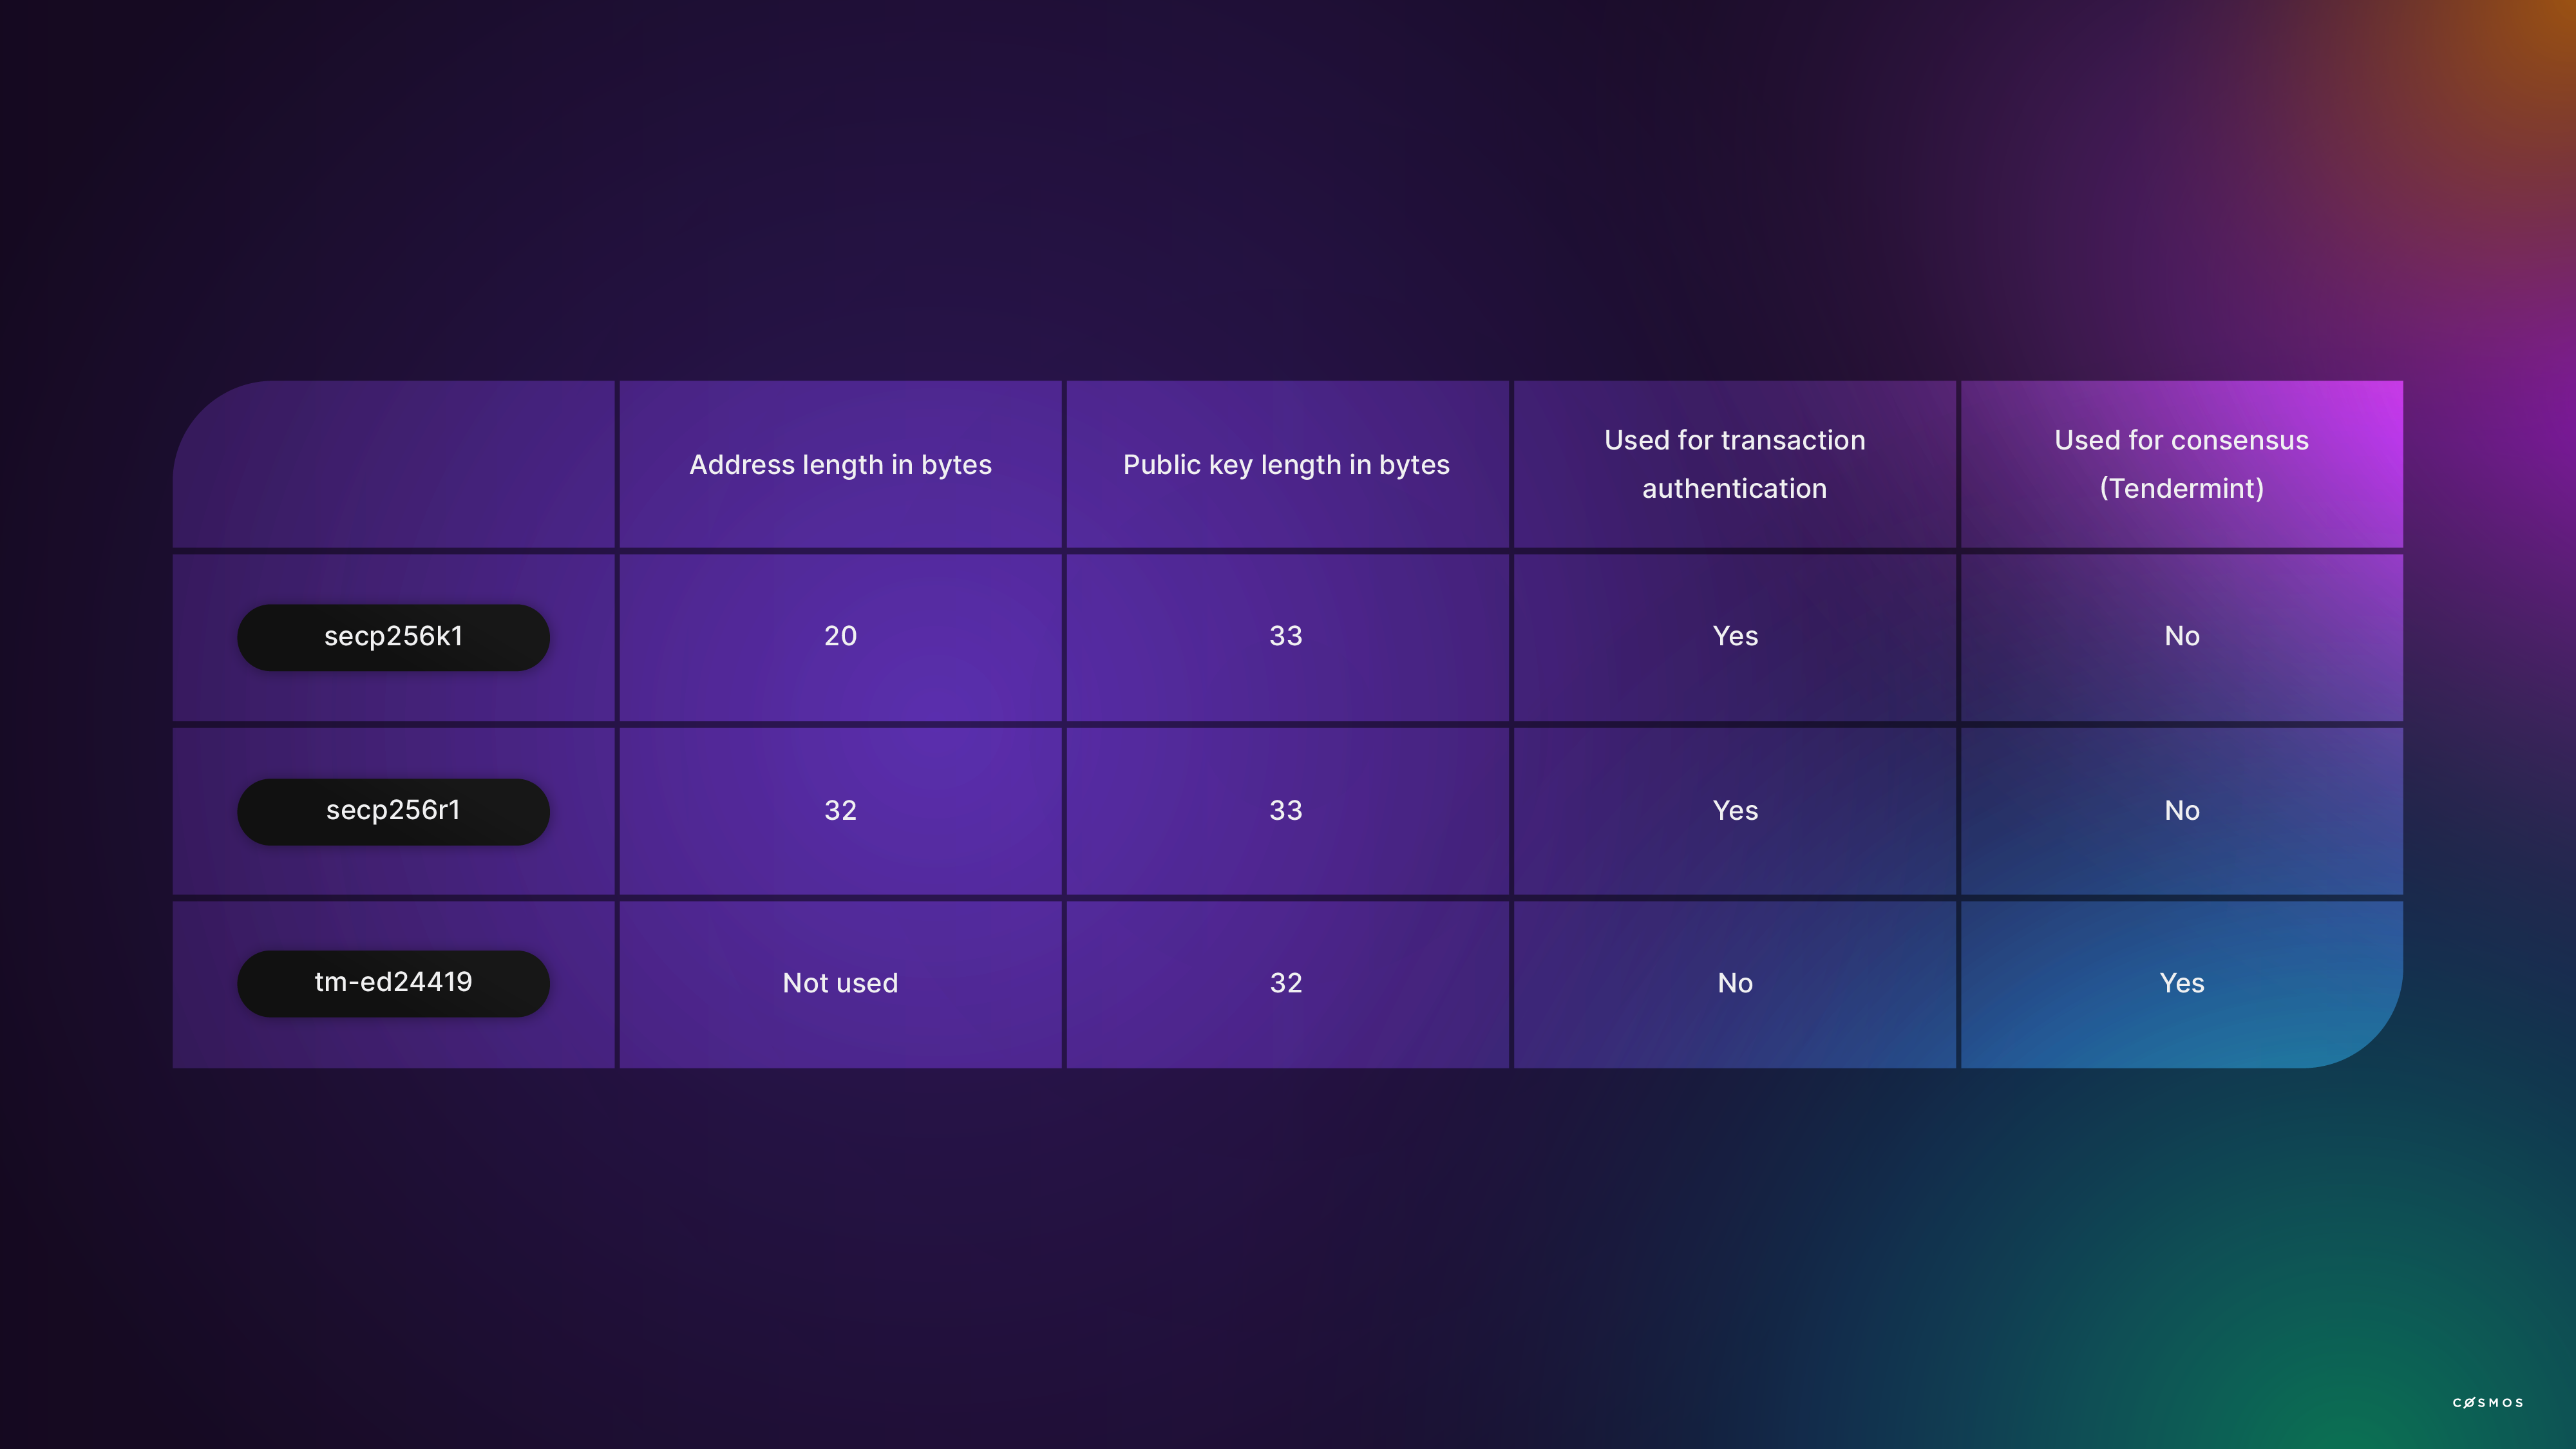 Address length in bytes
Public key length in bytes
Used for transaction
authentication
Used for consensus
(Tendermint)
secp256k1
20
33
Yes
No
secp256r1
32
33
Yes
No
tm-ed24419
Not used
32
No
Yes
COSMOS